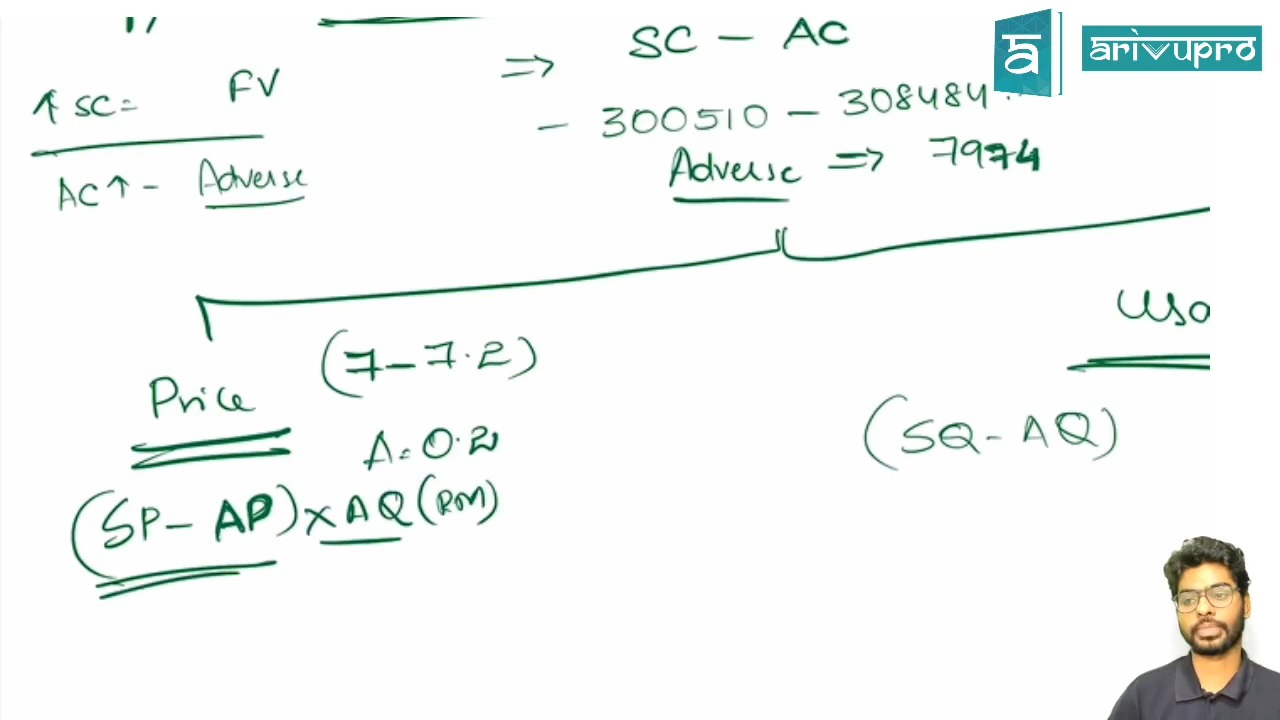 SC - AC
arivupro
↑ SC = FV
⇒
- 300510 - 308484
AC↑ - Adverse
Adverse ⇒ 7974
Price
(7 - 7.2)
A = 0.2
(SP - AP) × AQ (RM)
(SQ - AQ)